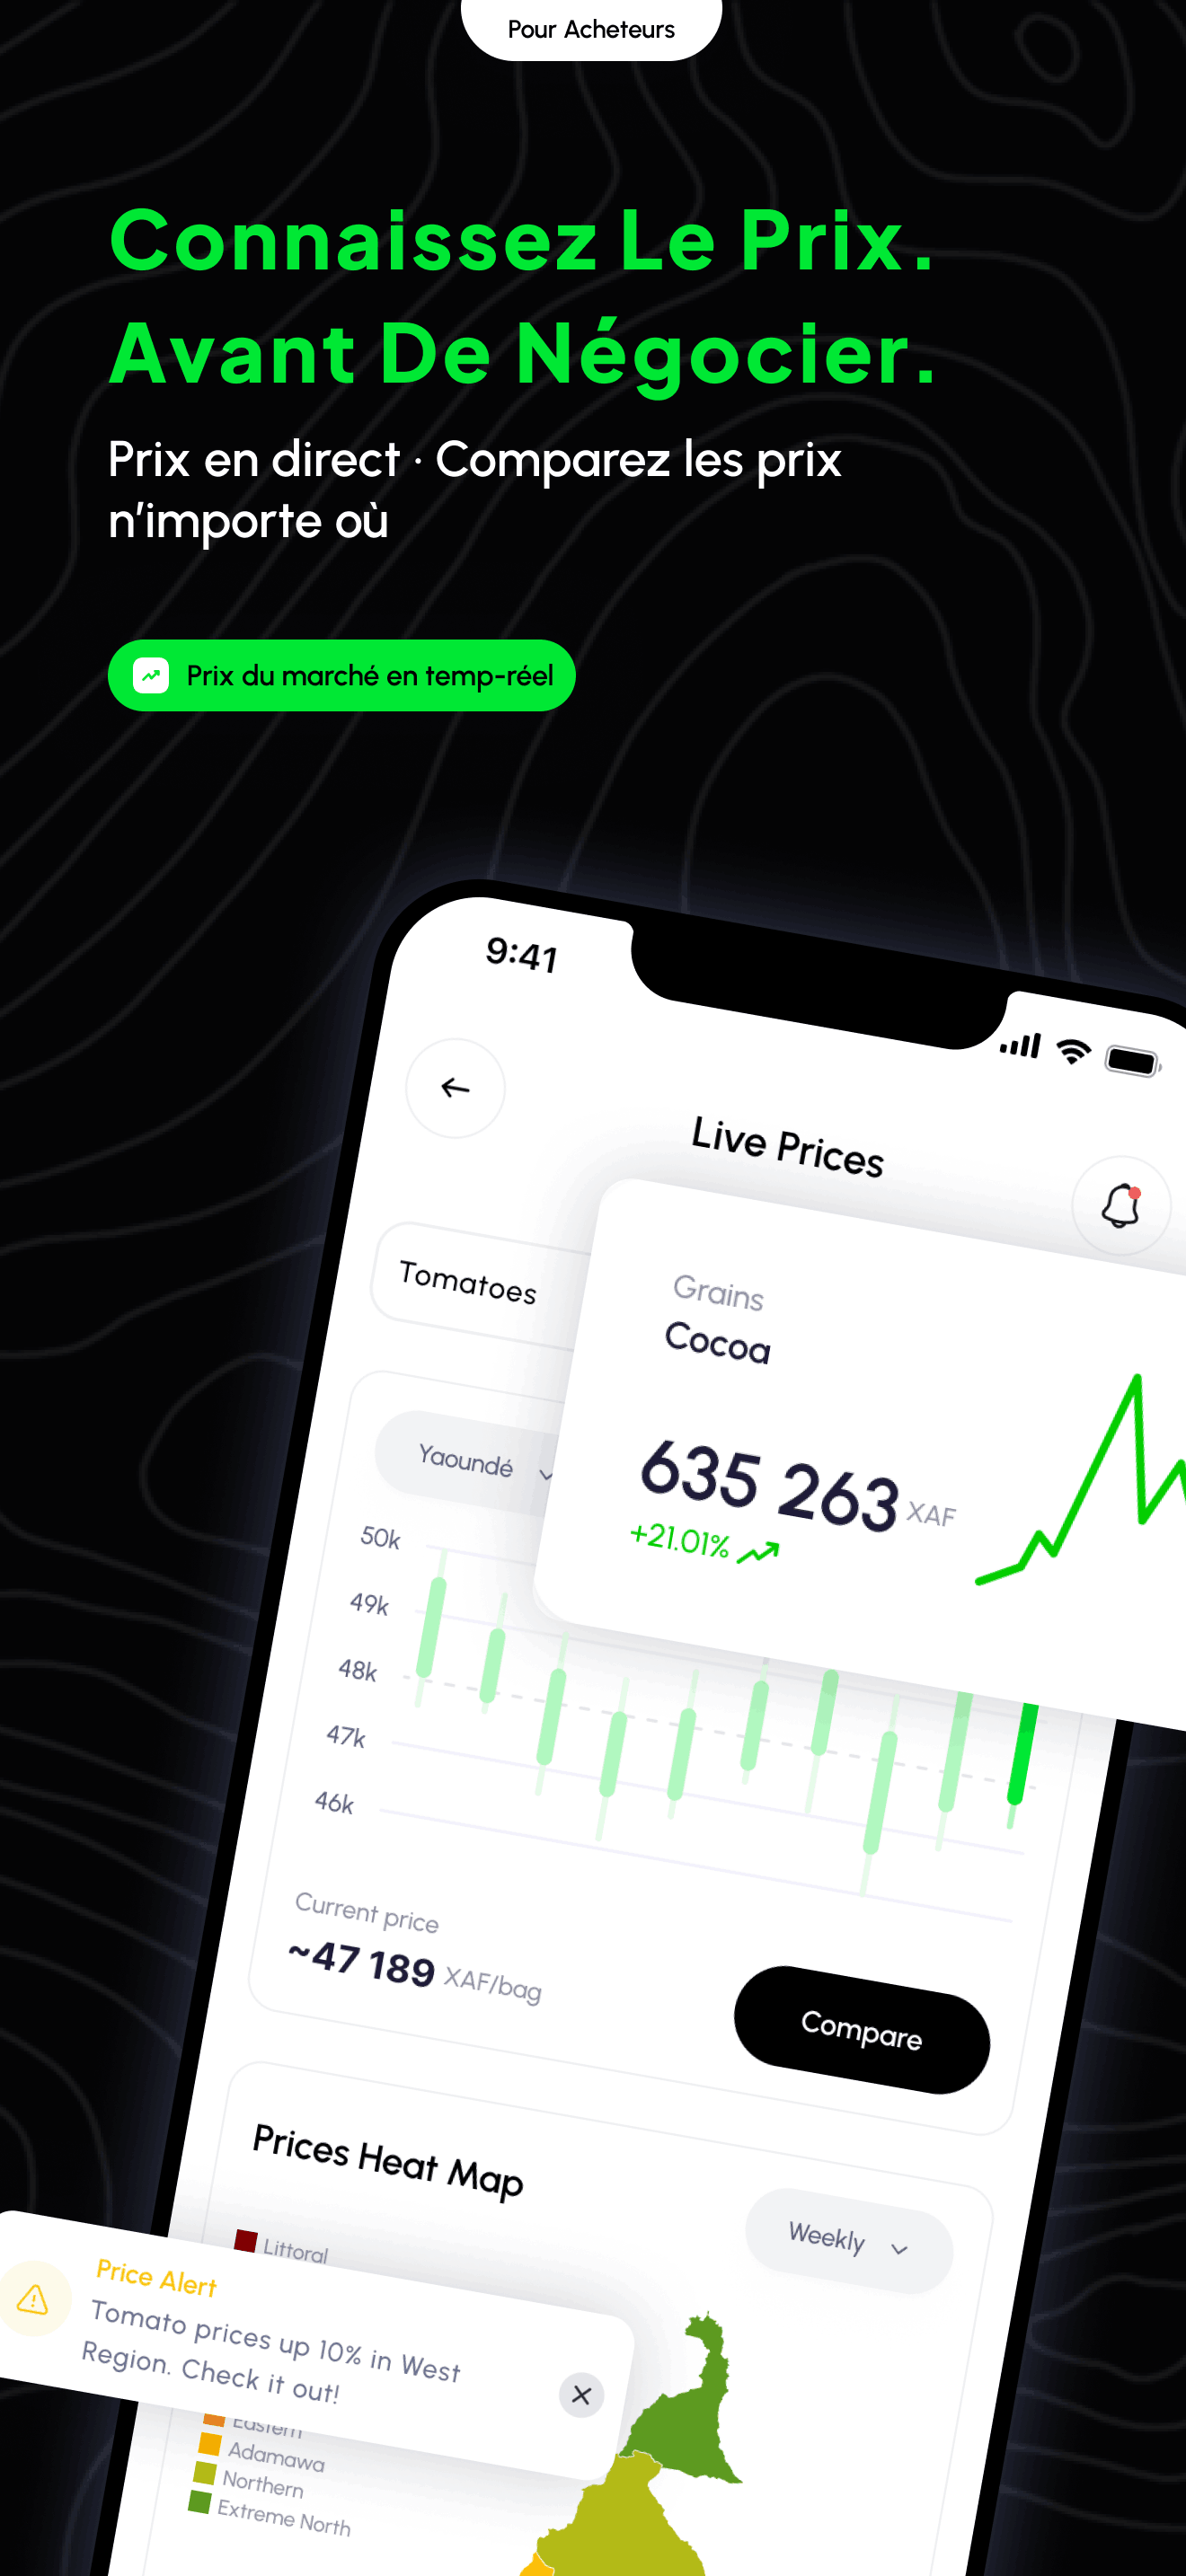 Pour Acheteurs
Connaissez Le Prix.
Avant De Négocier.
Prix en direct · Comparez les prix
n’importe où
Prix du marché en temp-réel
9:41
Live Prices
Tomatoes
Grains
Cocoa
635 263 XAF
+21.01%
Yaoundé
50k
49k
48k
47k
46k
Current price
~47 189 XAF/bag
Compare
Prices Heat Map
Weekly
Littoral
Price Alert
Tomato prices up 10% in West
Region. Check it out!
Eastern
Adamawa
Northern
Extreme North